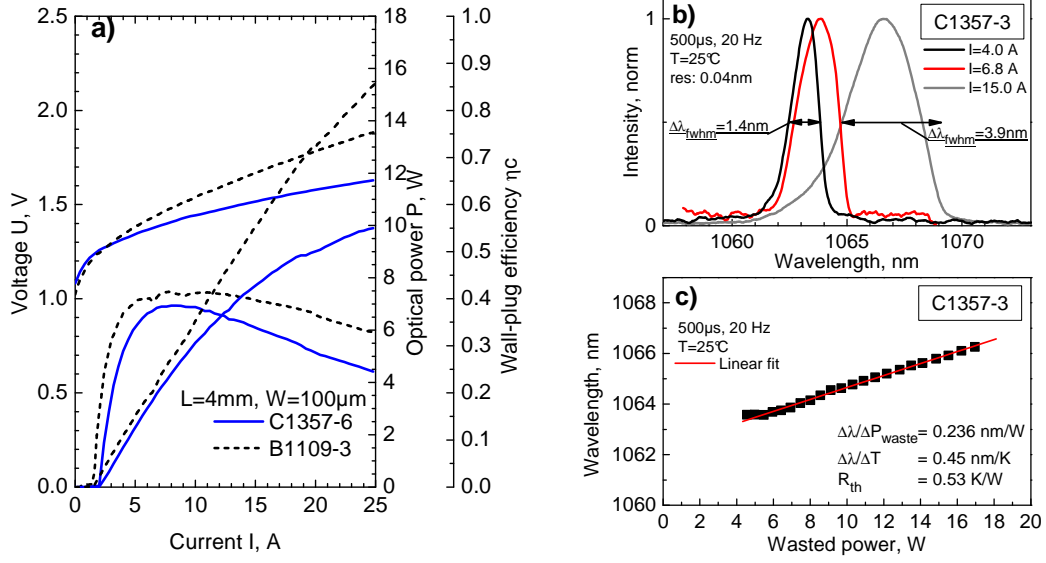 a)
2.5
2.0
1.5
1.0
0.5
0.0
Voltage U, V
0 5 10 15 20 25
Current I, A
18
16
14
12
10
8
6
4
2
0
Optical power P, W
1.0
0.9
0.8
0.7
0.6
0.5
0.4
0.3
0.2
0.1
0.0
Wall-plug efficiency ηc
L=4mm, W=100µm
C1357-6
B1109-3
b)
C1357-3
500µs, 20 Hz
T=25℃
res: 0.04nm
I=4.0 A
I=6.8 A
I=15.0 A
Δλfwhm=1.4nm
Δλfwhm=3.9nm
1
0
Intensity, norm
1060 1065 1070
Wavelength, nm
c)
C1357-3
500µs, 20 Hz
T=25℃
Linear fit
1068
1066
1064
1062
1060
Wavelength, nm
Δλ/ΔPwaste = 0.236 nm/W
Δλ/ΔT = 0.45 nm/K
Rth = 0.53 K/W
0 2 4 6 8 10 12 14 16 18 20
Wasted power, W